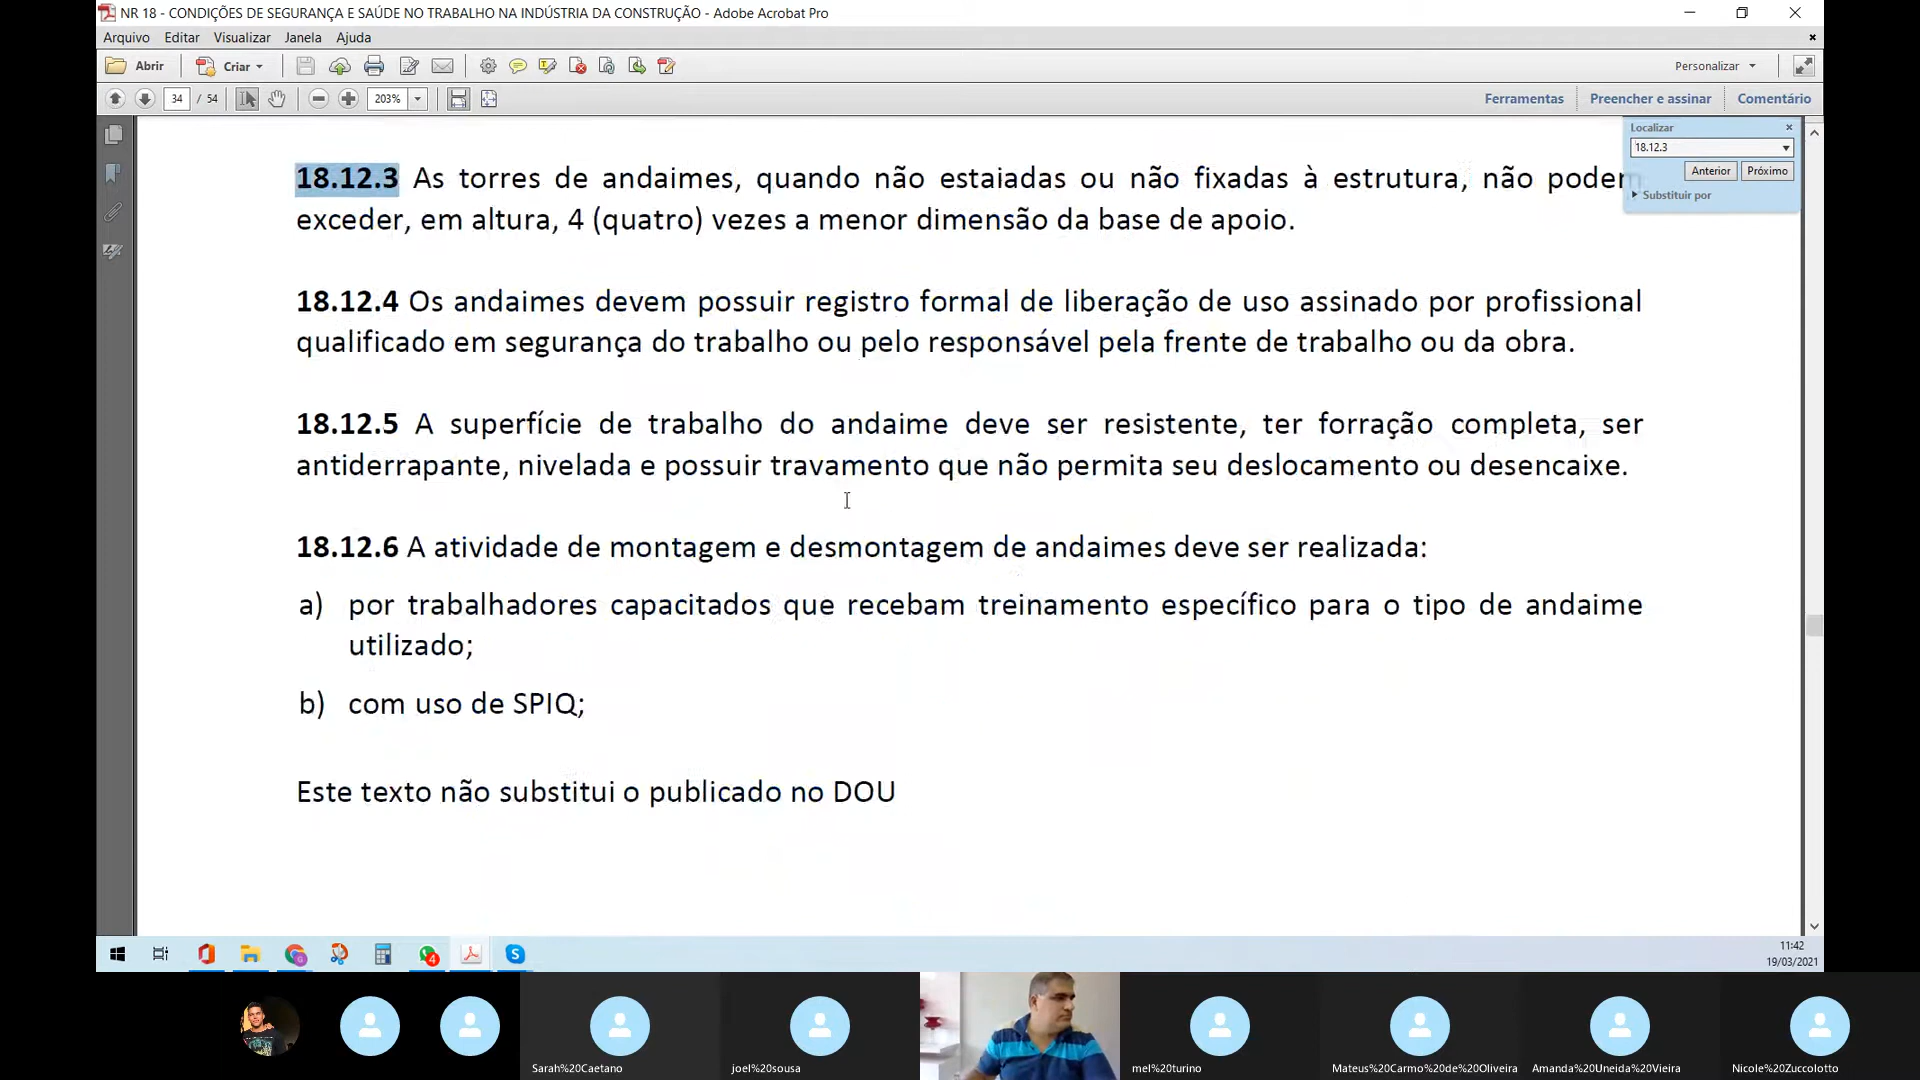 NR 18 - CONDIÇÕES DE SEGURANÇA E SAÚDE NO TRABALHO NA INDÚSTRIA DA CONSTRUÇÃO - Adobe Acrobat Pro
Arquivo Editar Visualizar Janela Ajuda
Abrir Criar Personalizar
34 / 54 203% Ferramentas Preencher e assinar Comentário
Localizar
18.12.3
Anterior Próximo
Substituir por
18.12.3 As torres de andaimes, quando não estaiadas ou não fixadas à estrutura, não podem
exceder, em altura, 4 (quatro) vezes a menor dimensão da base de apoio.
18.12.4 Os andaimes devem possuir registro formal de liberação de uso assinado por profissional
qualificado em segurança do trabalho ou pelo responsável pela frente de trabalho ou da obra.
18.12.5 A superfície de trabalho do andaime deve ser resistente, ter forração completa, ser
antiderrapante, nivelada e possuir travamento que não permita seu deslocamento ou desencaixe.
18.12.6 A atividade de montagem e desmontagem de andaimes deve ser realizada:
a) por trabalhadores capacitados que recebam treinamento específico para o tipo de andaime
utilizado;
b) com uso de SPIQ;
Este texto não substitui o publicado no DOU
4
11:42
19/03/2021
Sarah%20Caetano joel%20sousa mel%20turino Mateus%20Carmo%20de%20Oliveira Amanda%20Uneida%20Vieira Nicole%20Zuccolotto